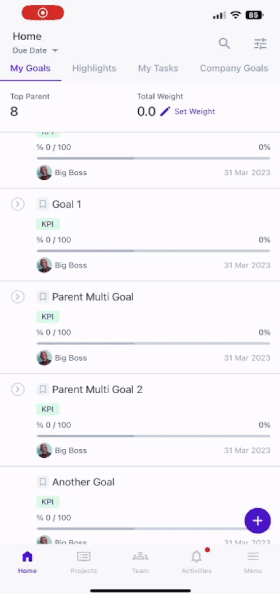 85
Home
Due Date
My Goals Highlights My Tasks Company Goals
Top Parent Total Weight
8 0.0 Set Weight
KPI
% 0 / 100 0%
Big Boss 31 Mar 2023
Goal 1
KPI
% 0 / 100 0%
Big Boss 31 Mar 2023
Parent Multi Goal
KPI
% 0 / 100 0%
Big Boss 31 Mar 2023
Parent Multi Goal 2
KPI
% 0 / 100 0%
Big Boss 31 Mar 2023
Another Goal
KPI
% 0 / 100
Big Boss 31 Mar 2023
Home Projects Team Activities Menu